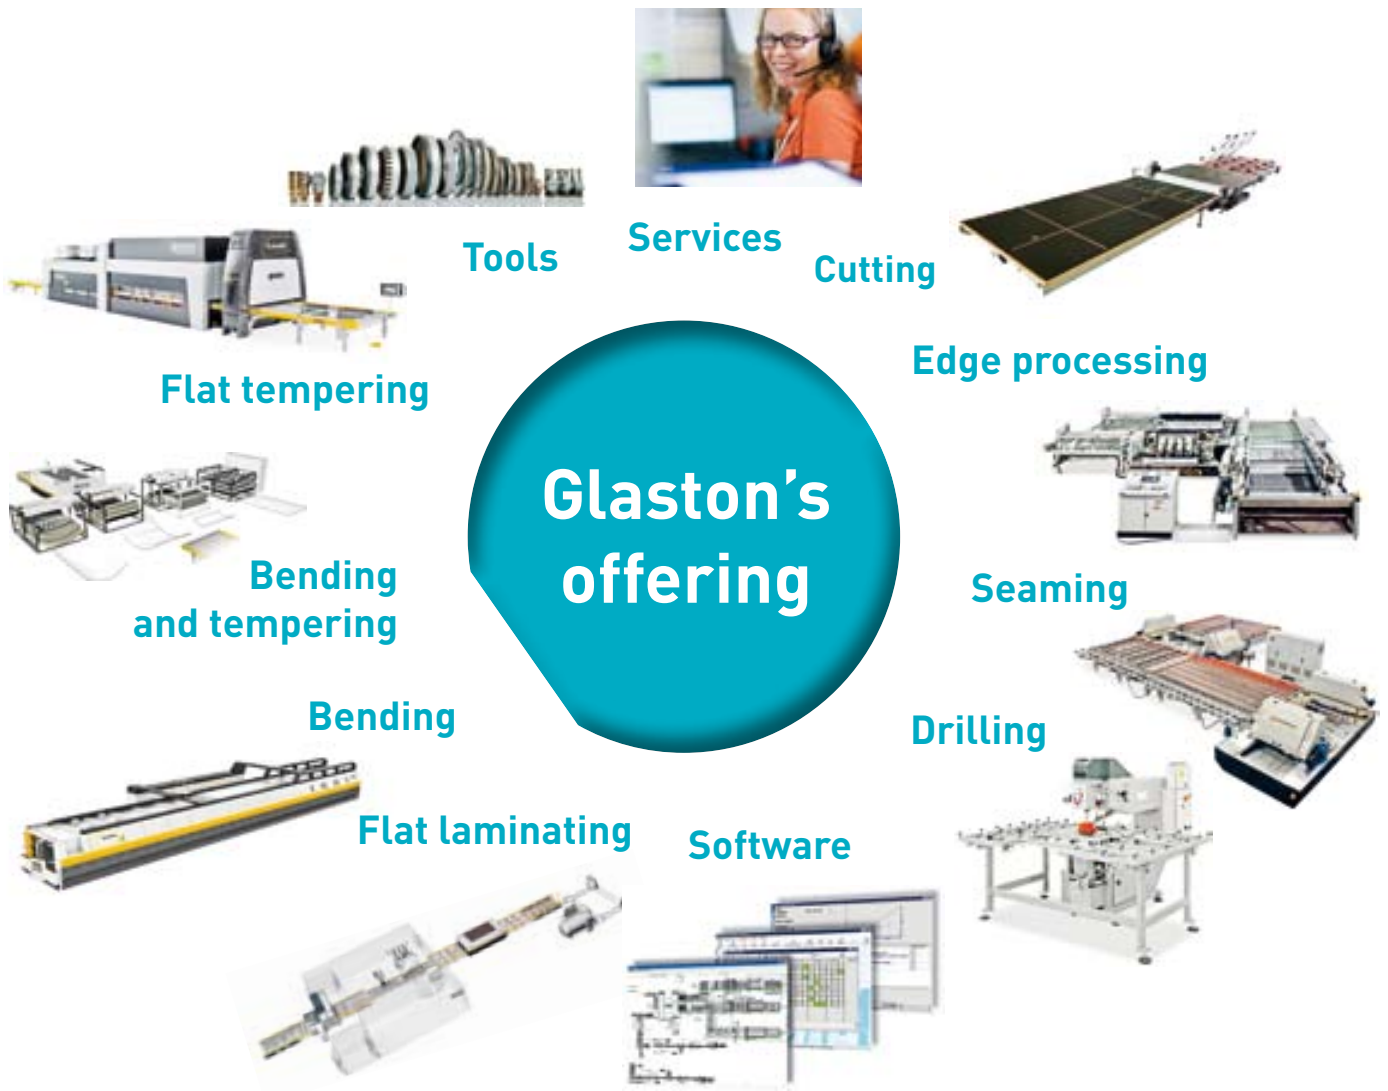 Services
Tools
Cutting
Edge processing
Flat tempering
Glaston’s
offering
Bending
and tempering
Seaming
Bending
Drilling
Flat laminating
Software